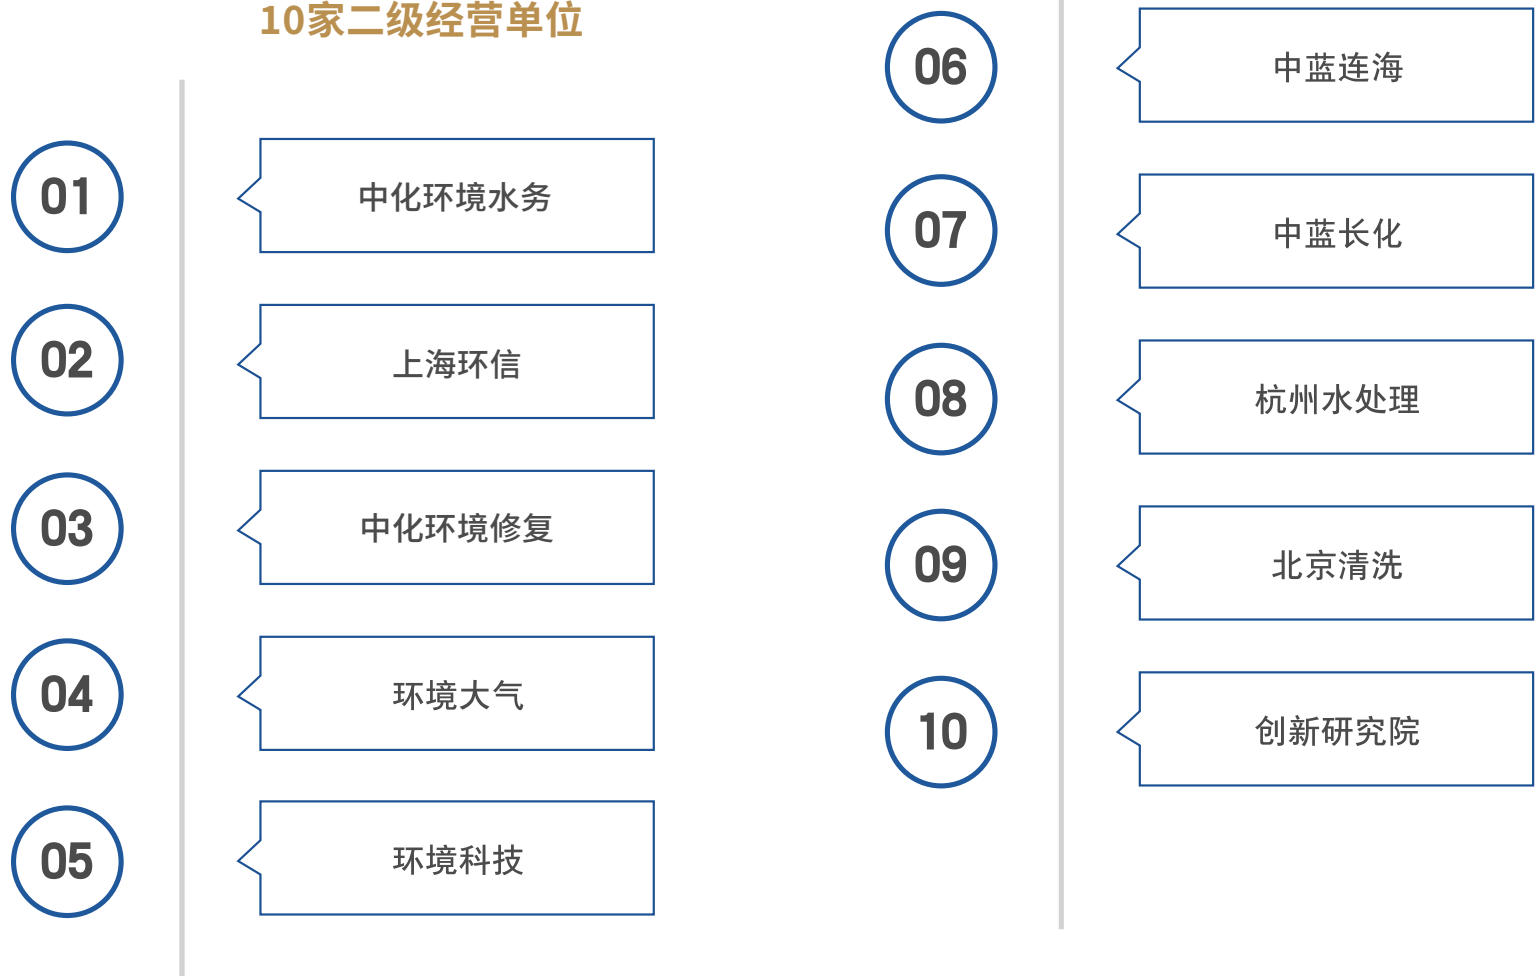 10家二级经营单位
01
中化环境水务
02
上海环信
03
中化环境修复
04
环境大气
05
环境科技
06
中蓝连海
07
中蓝长化
08
杭州水处理
09
北京清洗
10
创新研究院